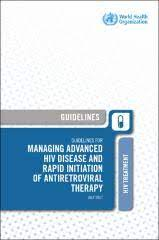 World Health
Organization
GUIDELINES
GUIDELINES FOR
MANAGING ADVANCED
HIV DISEASE AND
RAPID INITIATION
OF ANTIRETROVIRAL
THERAPY
JULY 2017
HIV TREATMENT